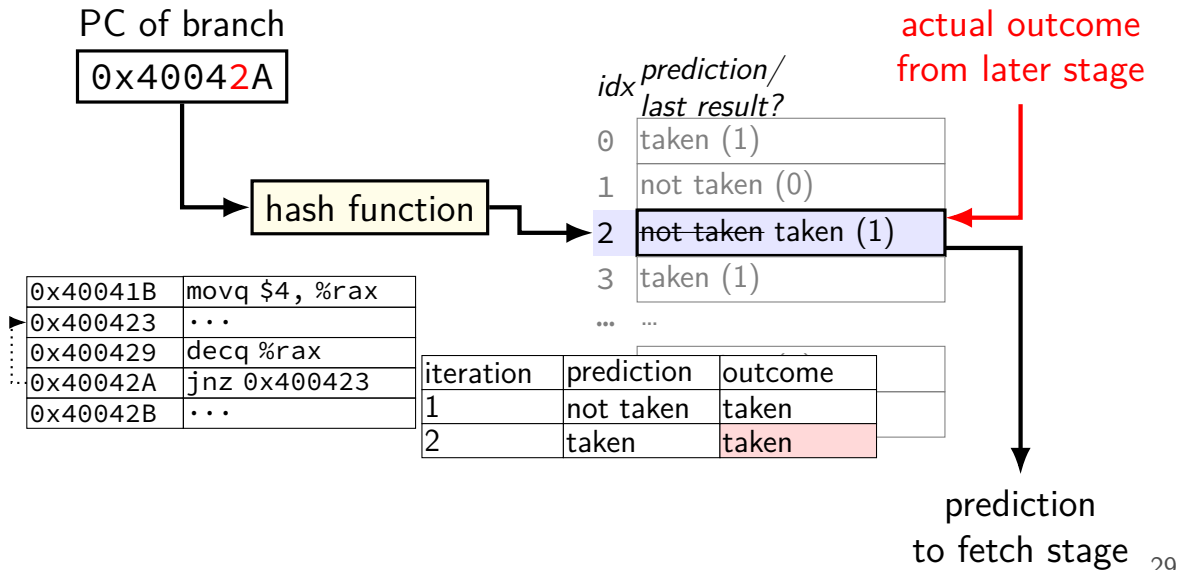 PC of branch
0x40042A
hash function
idx
prediction/
last result?
0 taken (1)
1 not taken (0)
2 not taken taken (1)
3 taken (1)
... ...
actual outcome
from later stage
0x40041B movq $4, %rax
0x400423 ···
0x400429 decq %rax
0x40042A jnz 0x400423
0x40042B ···
iteration prediction outcome
1 not taken taken
2 taken taken
prediction
to fetch stage
29